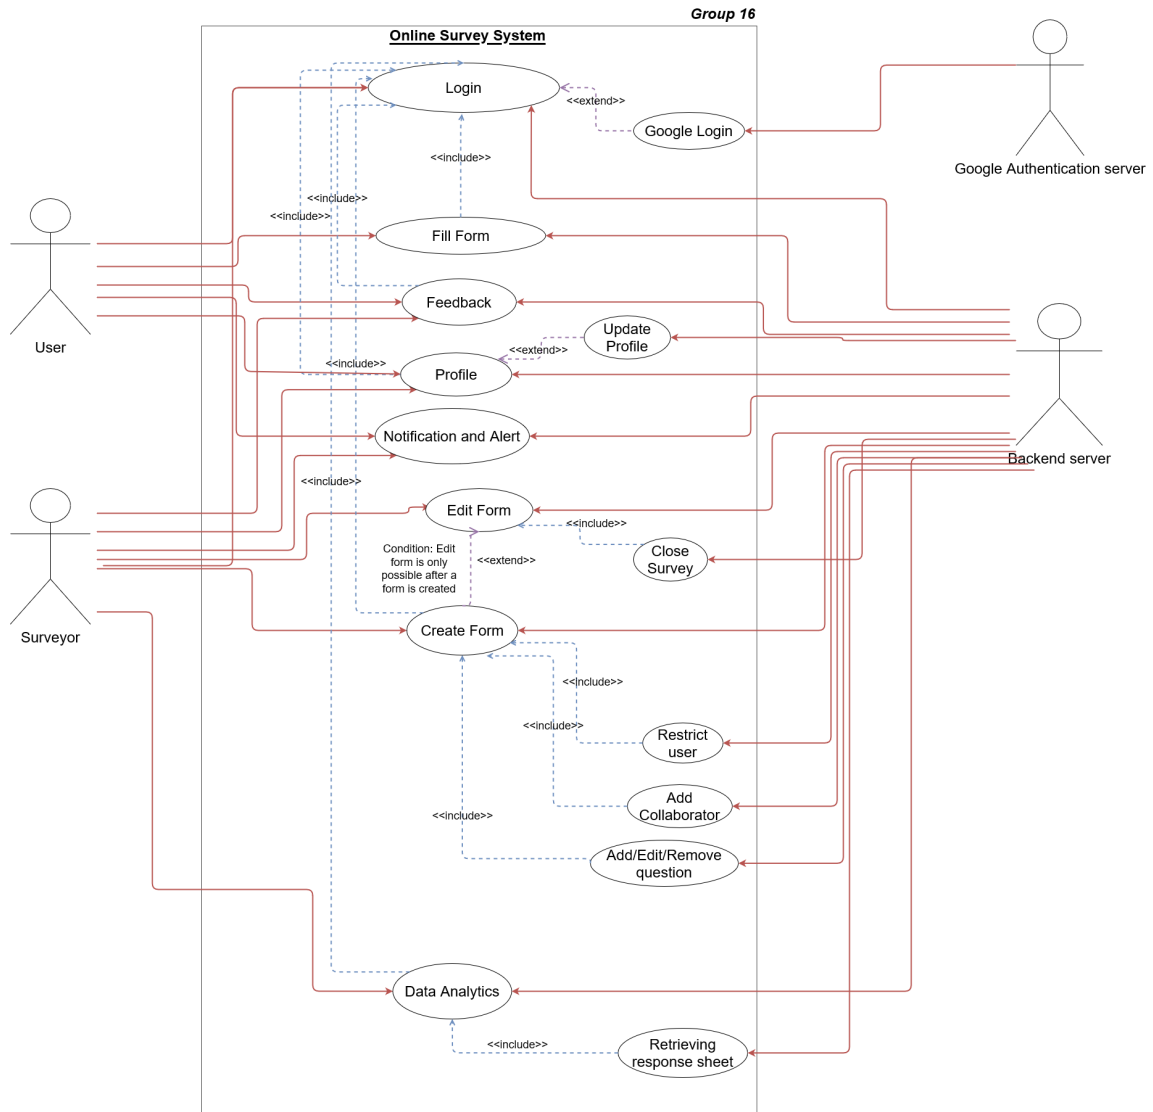 Group 16
Online Survey System
Login
<<extend>>
Google Login
Google Authentication server
<<include>>
<<include>>
<<include>>
Fill Form
Feedback
User
Update
Profile
<<extend>>
<<include>>
Profile
Notification and Alert
Backend server
<<include>>
Edit Form
<<include>>
Condition: Edit
form is only
possible after a
form is created
<<extend>>
Close
Survey
Surveyor
Create Form
<<include>>
<<include>>
Restrict
user
Add
Collaborator
<<include>>
Add/Edit/Remove
question
Data Analytics
<<include>>
Retrieving
response sheet